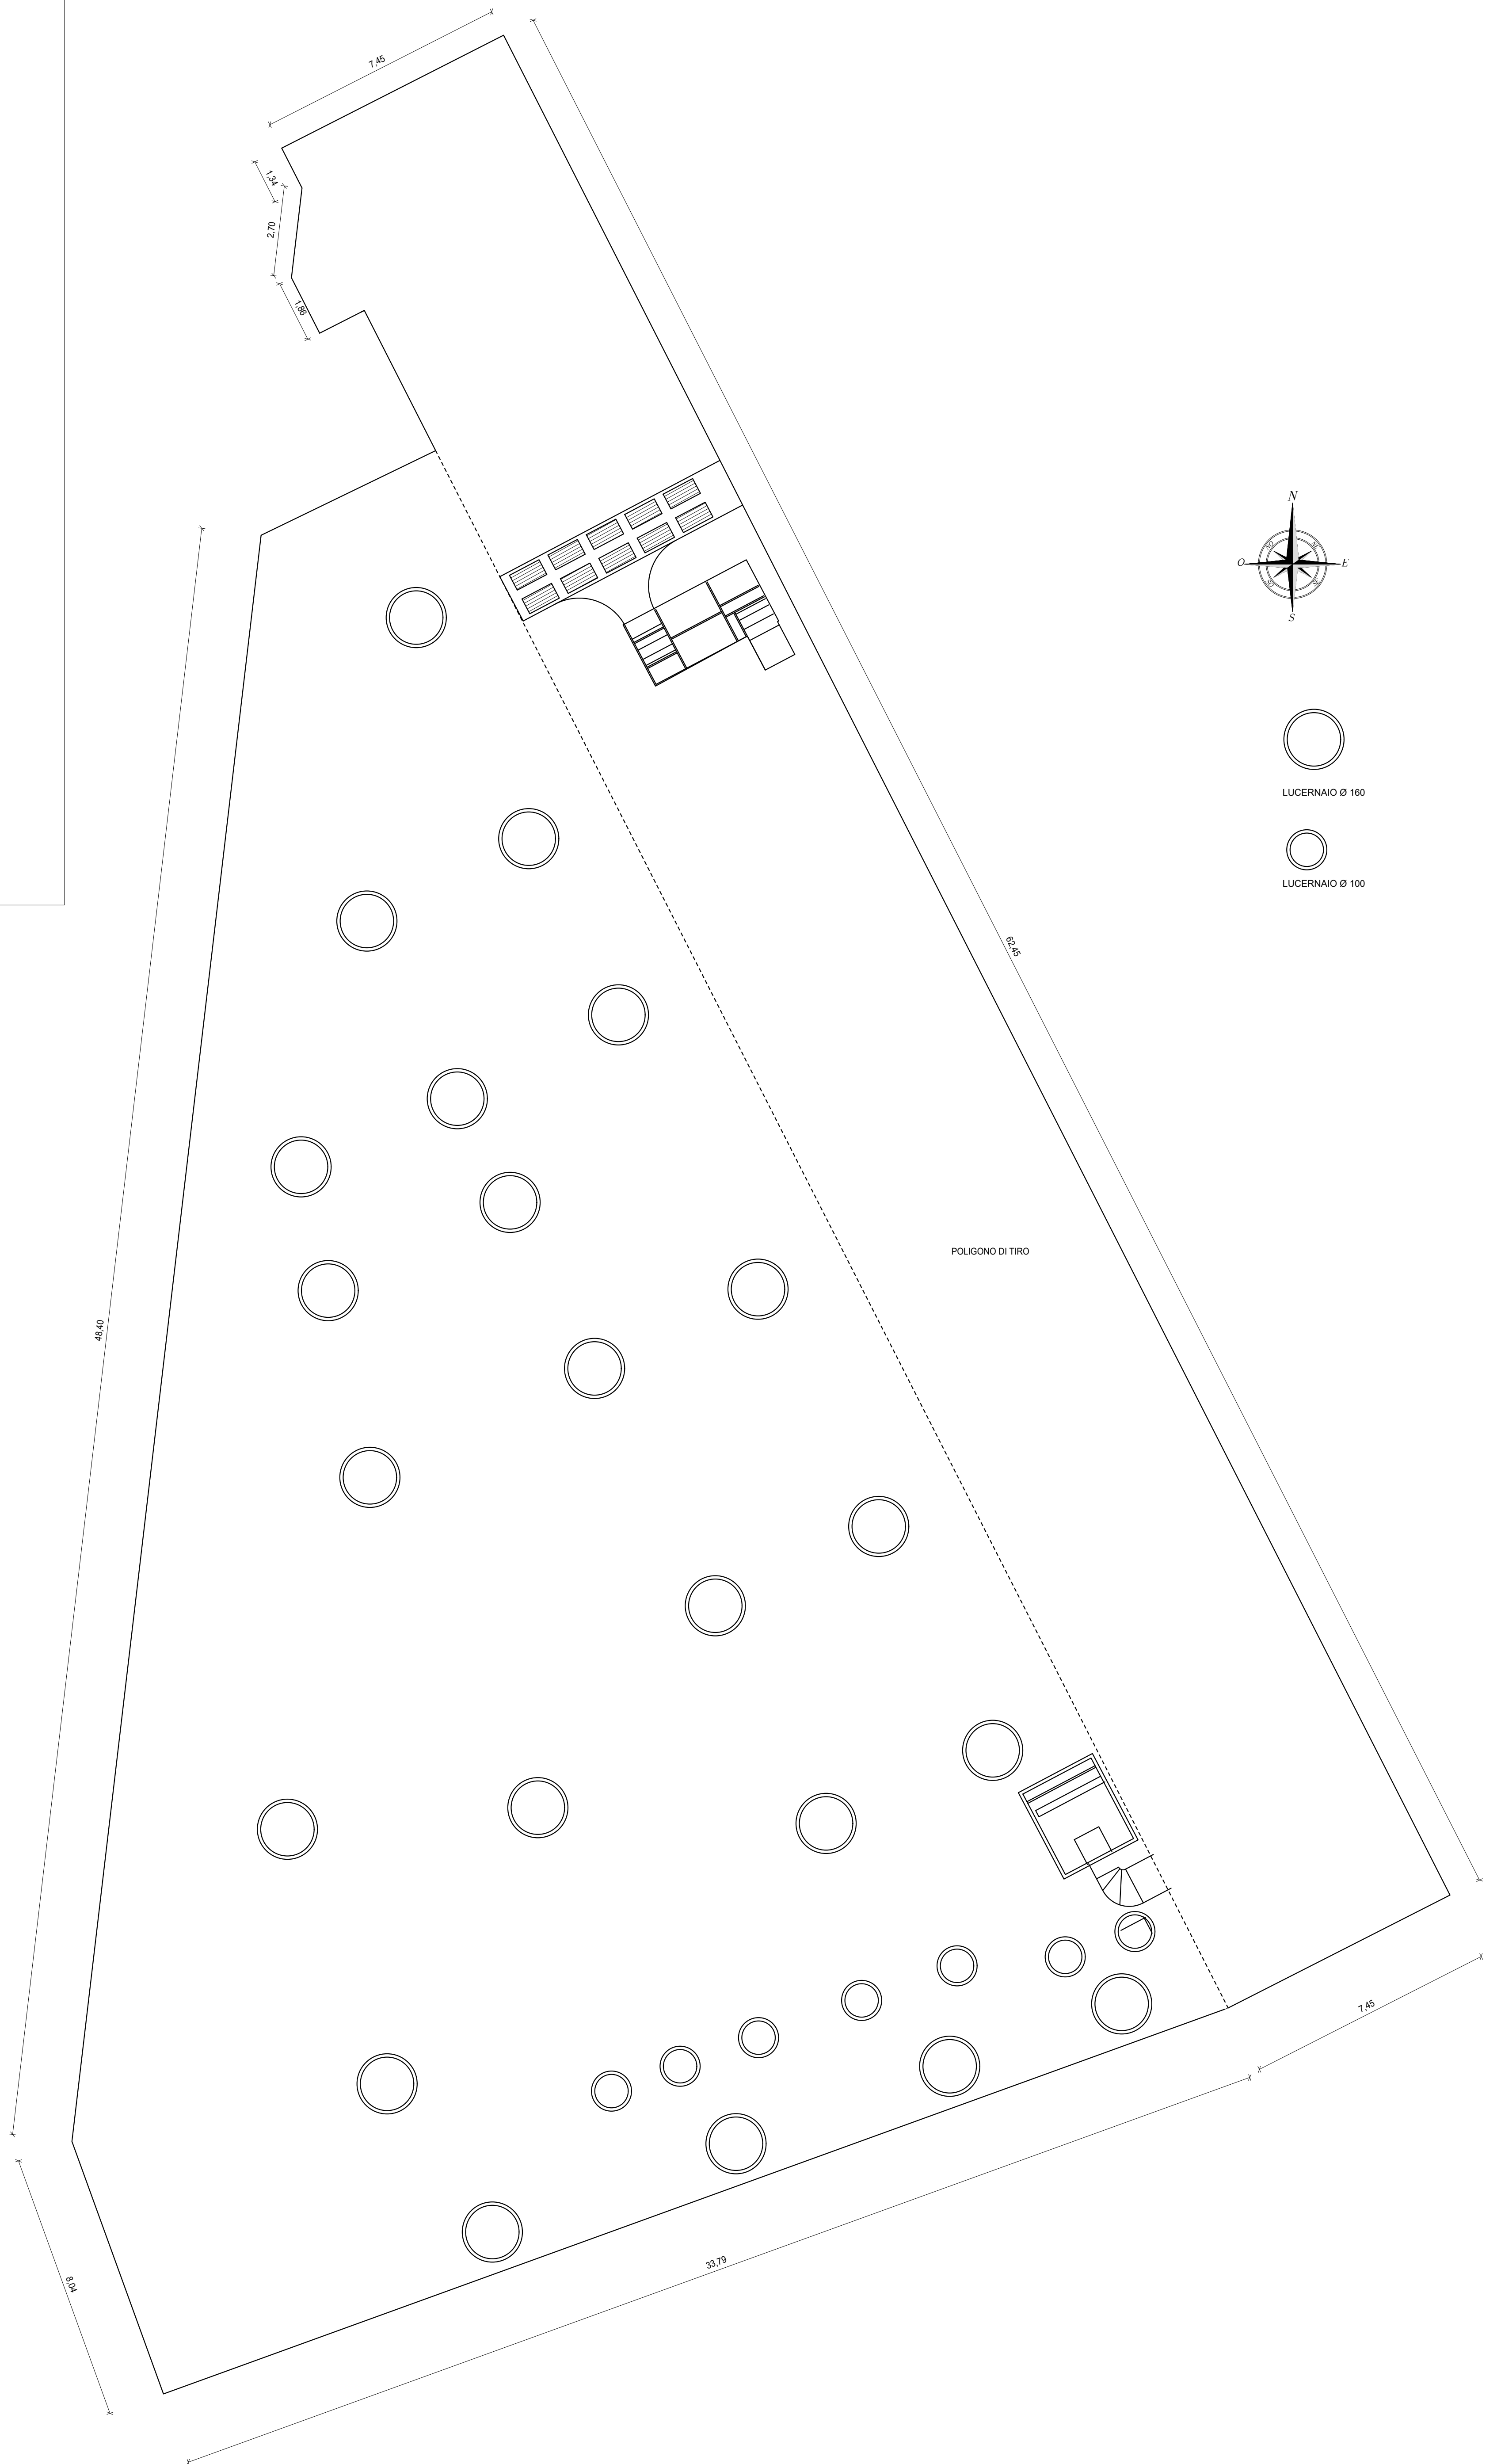 7,45
1,34
2,70
1,86
N
O
E
S
LUCERNAIO Ø 160
LUCERNAIO Ø 100
62,45
POLIGONO DI TIRO
48,40
7,45
33,79
8,04